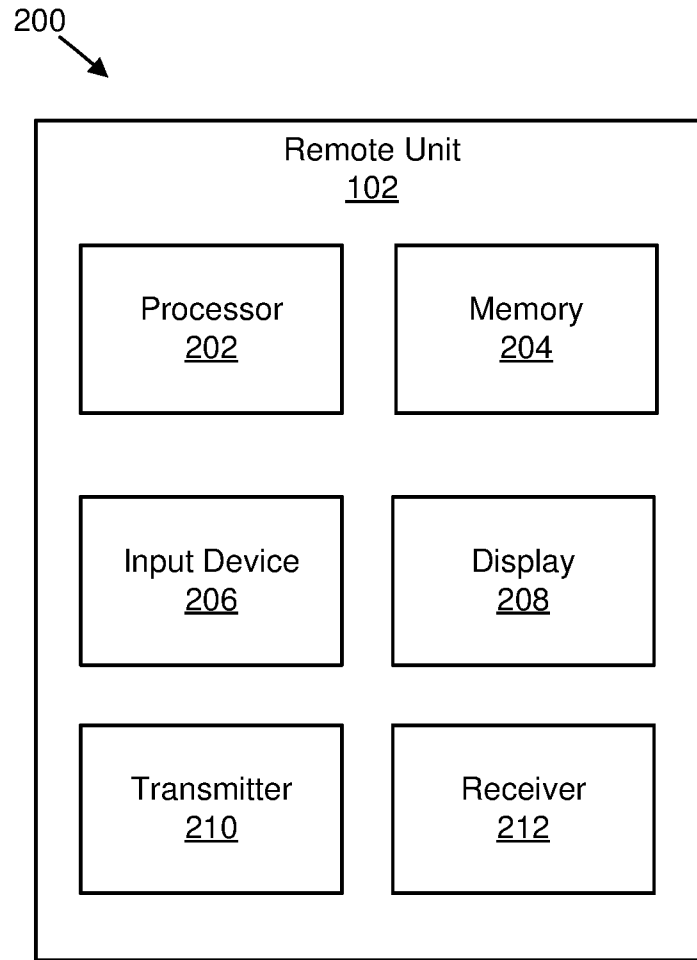 200
Remote Unit
102
Processor
202
Memory
204
Input Device
206
Display
208
Transmitter
210
Receiver
212